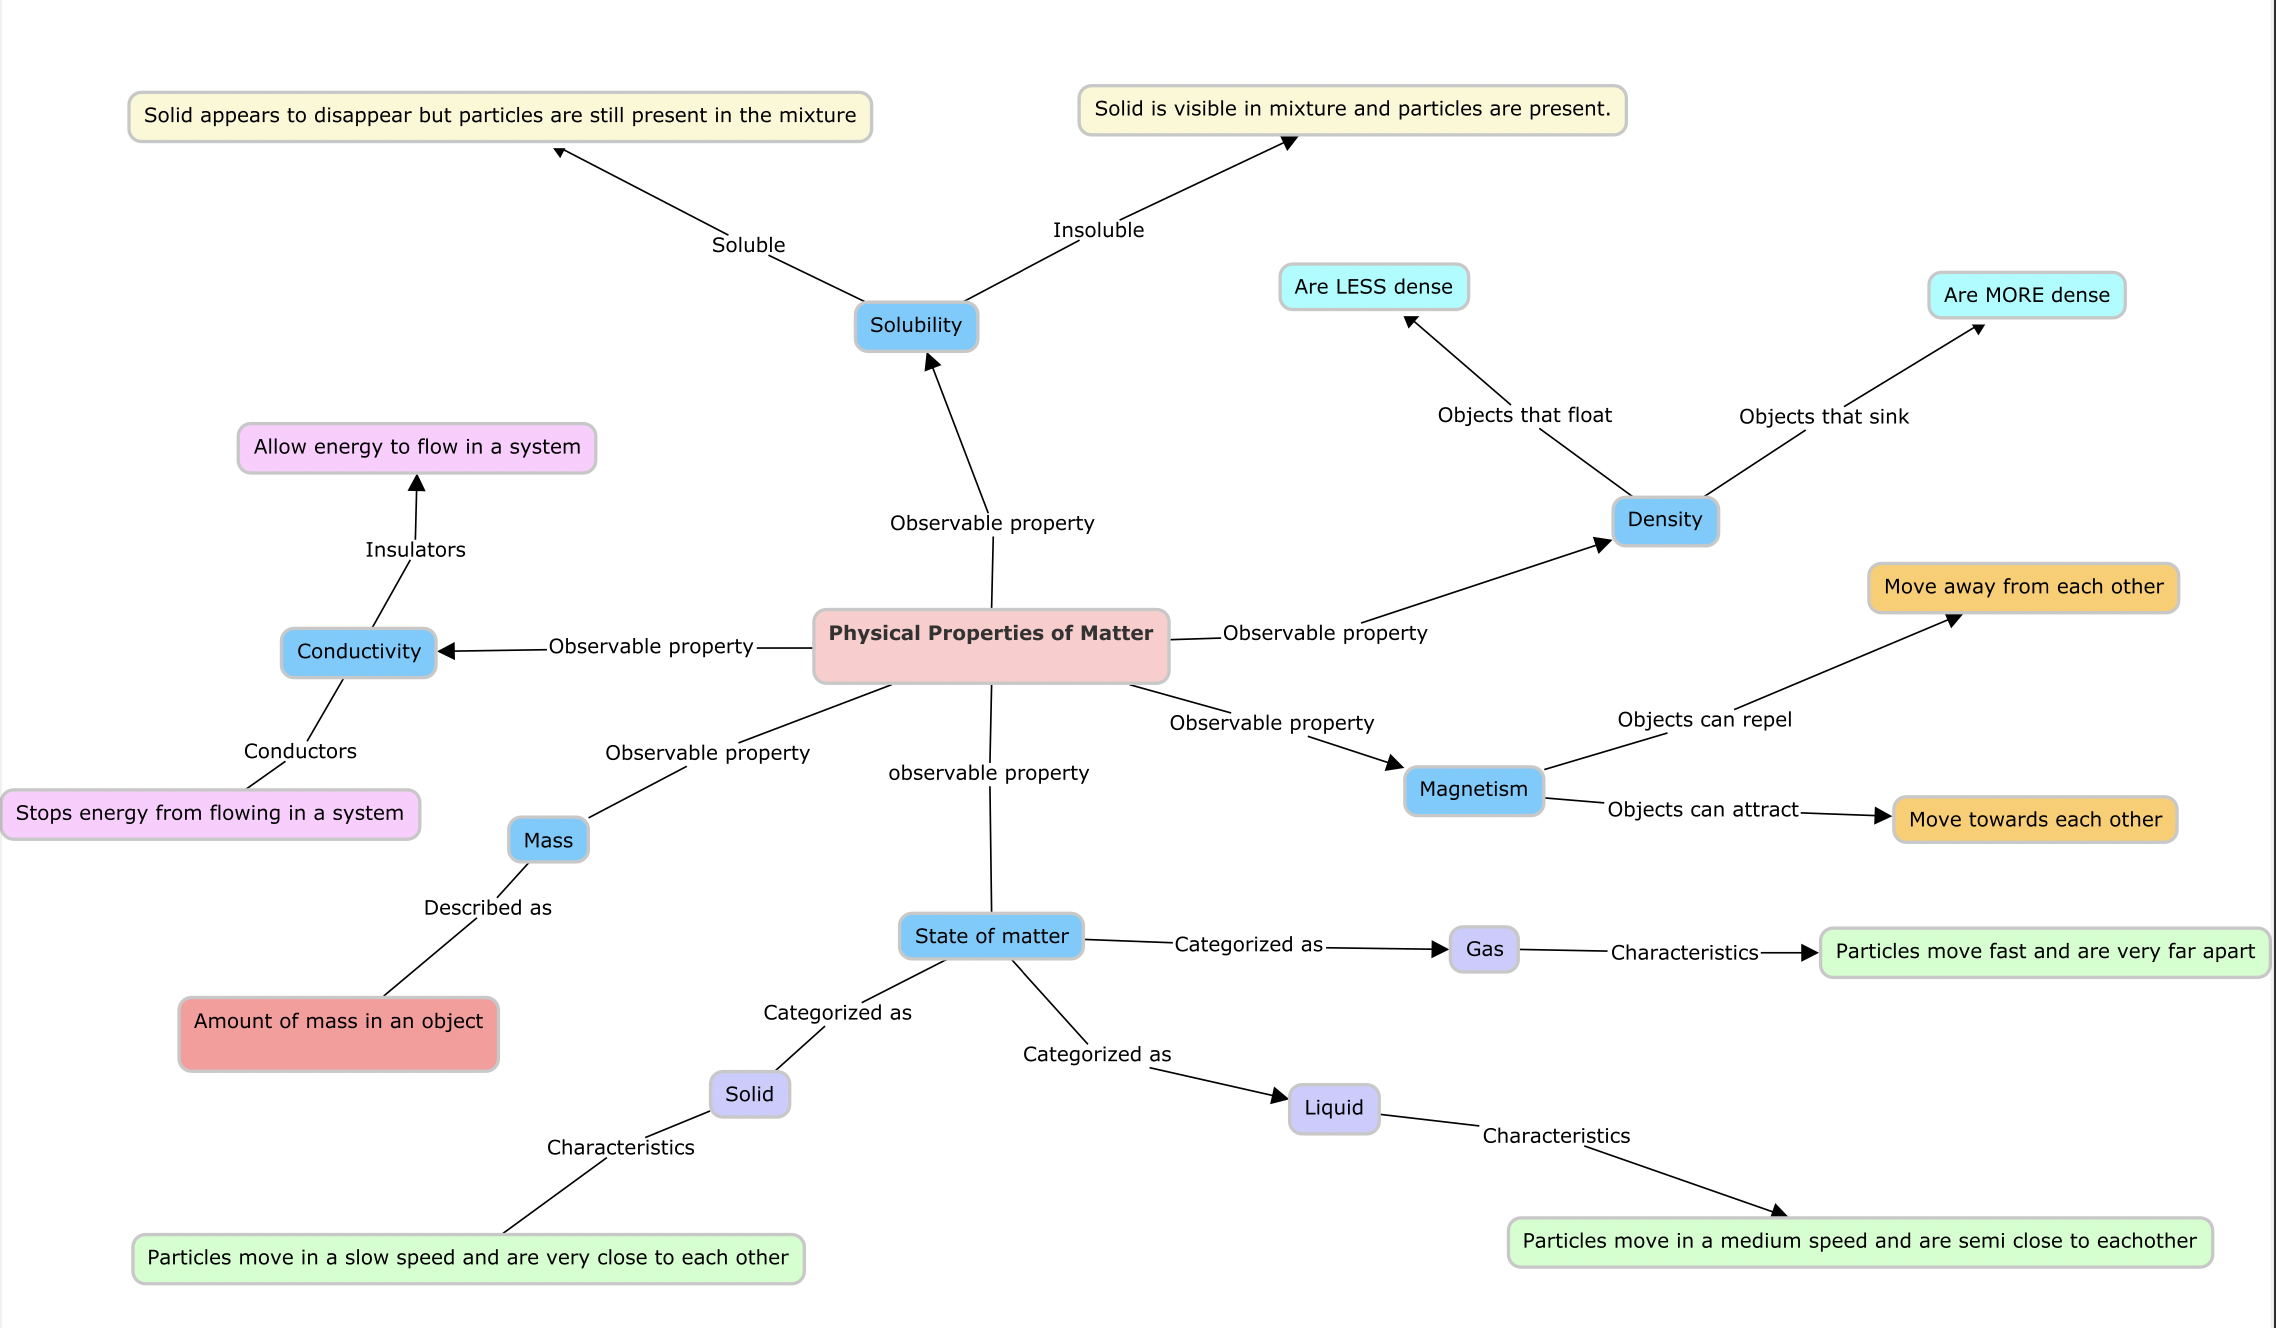 Solid appears to disappear but particles are still present in the mixture
Solid is visible in mixture and particles are present.
Soluble
Insoluble
Solubility
Are LESS dense
Are MORE dense
Objects that float
Objects that sink
Density
Allow energy to flow in a system
Insulators
Conductivity
Conductors
Stops energy from flowing in a system
Observable property
Observable property
Physical Properties of Matter
Observable property
Move away from each other
Objects can repel
Observable property
Magnetism
Objects can attract
Move towards each other
Observable property
Mass
Described as
Amount of mass in an object
observable property
State of matter
Categorized as
Gas
Characteristics
Particles move fast and are very far apart
Categorized as
Solid
Characteristics
Particles move in a slow speed and are very close to each other
Categorized as
Liquid
Characteristics
Particles move in a medium speed and are semi close to eachother